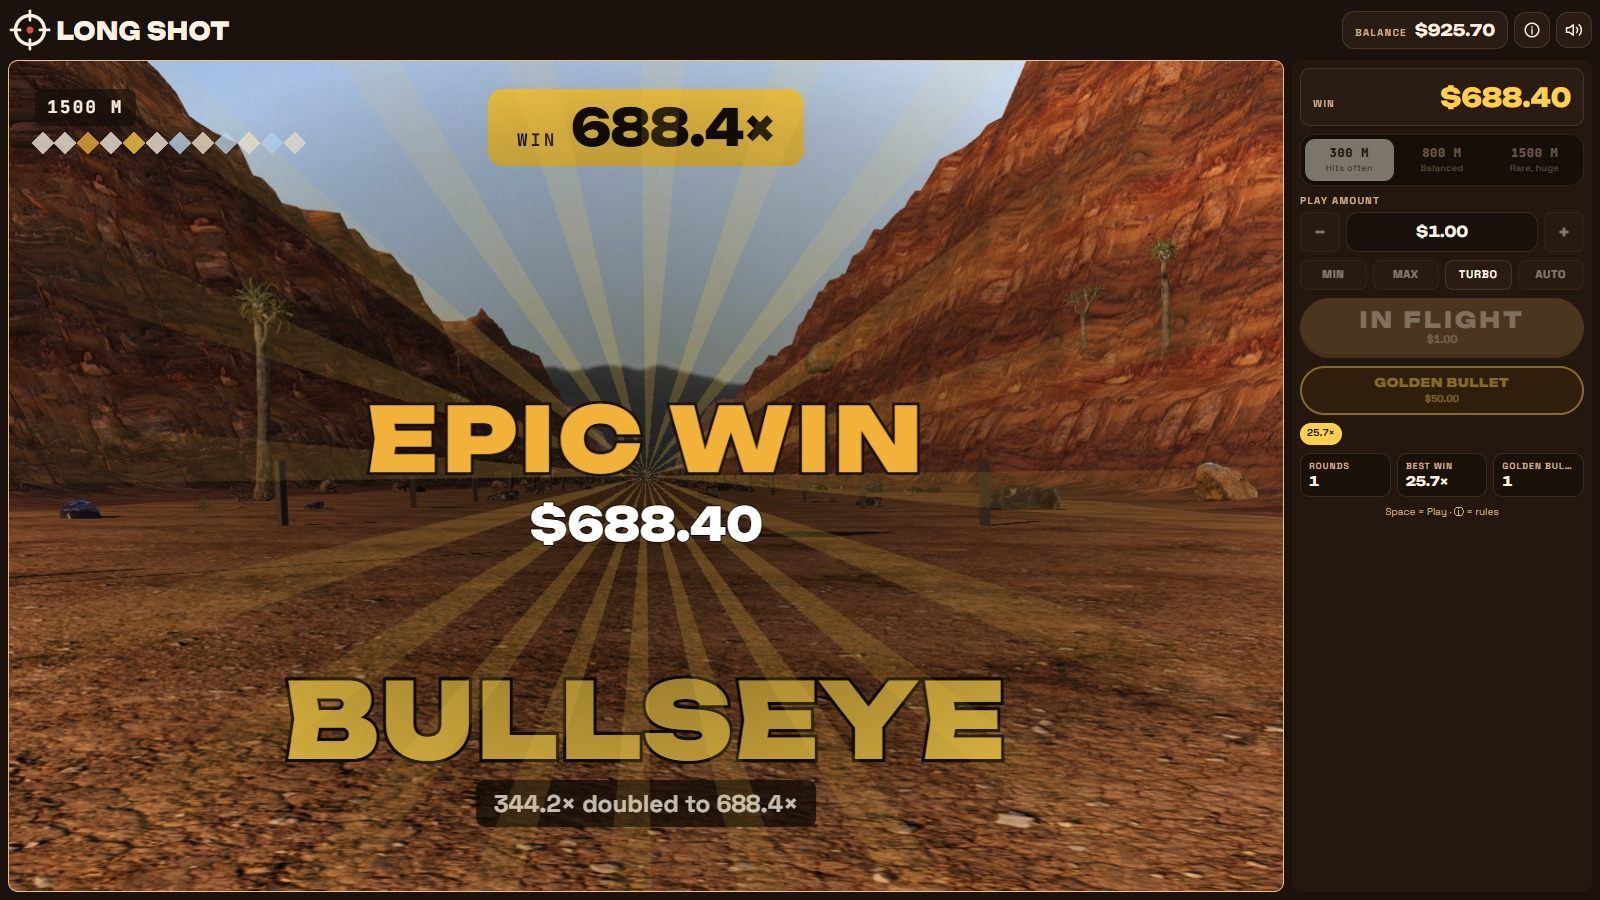 LONG SHOT
BALANCE $925.70
1500 M
WIN 688.4×
EPIC WIN
$688.40
BULLSEYE
344.2× doubled to 688.4×
WIN $688.40
300 M 800 M 1500 M
Hits often Balanced Rare, huge
PLAY AMOUNT
− $1.00 +
MIN MAX TURBO AUTO
IN FLIGHT
$1.00
GOLDEN BULLET
$50.00
25.7×
ROUNDS BEST WIN GOLDEN BUL...
1 25.7× 1
Space = Play · ⓘ = rules